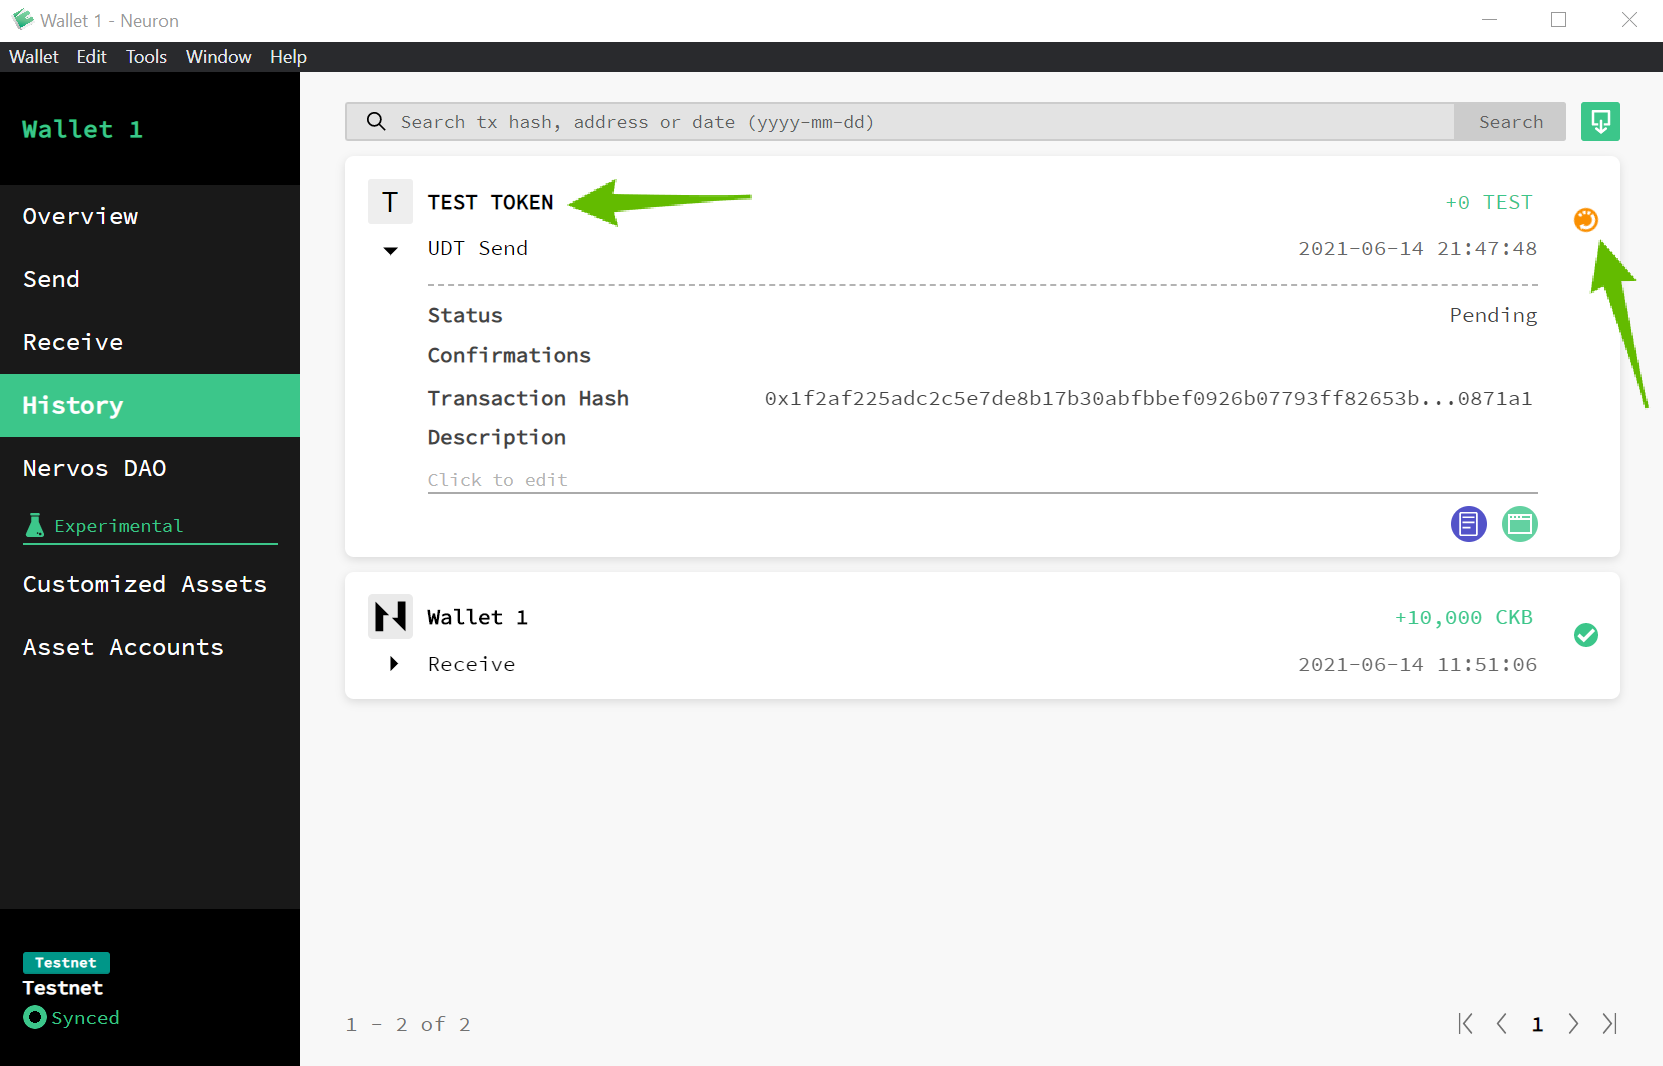 Wallet 1 - Neuron
Wallet Edit Tools Window Help
Wallet 1
Overview
Send
Receive
History
Nervos DAO
Experimental
Customized Assets
Asset Accounts
Testnet
Testnet
Synced
Search tx hash, address or date (yyyy-mm-dd) Search
T TEST TOKEN +0 TEST
UDT Send 2021-06-14 21:47:48
Status Pending
Confirmations
Transaction Hash 0x1f2af225adc2c5e7de8b17b30abfbbef0926b07793ff82653b...0871a1
Description
Click to edit
Wallet 1 +10,000 CKB
Receive 2021-06-14 11:51:06
1 - 2 of 2 1